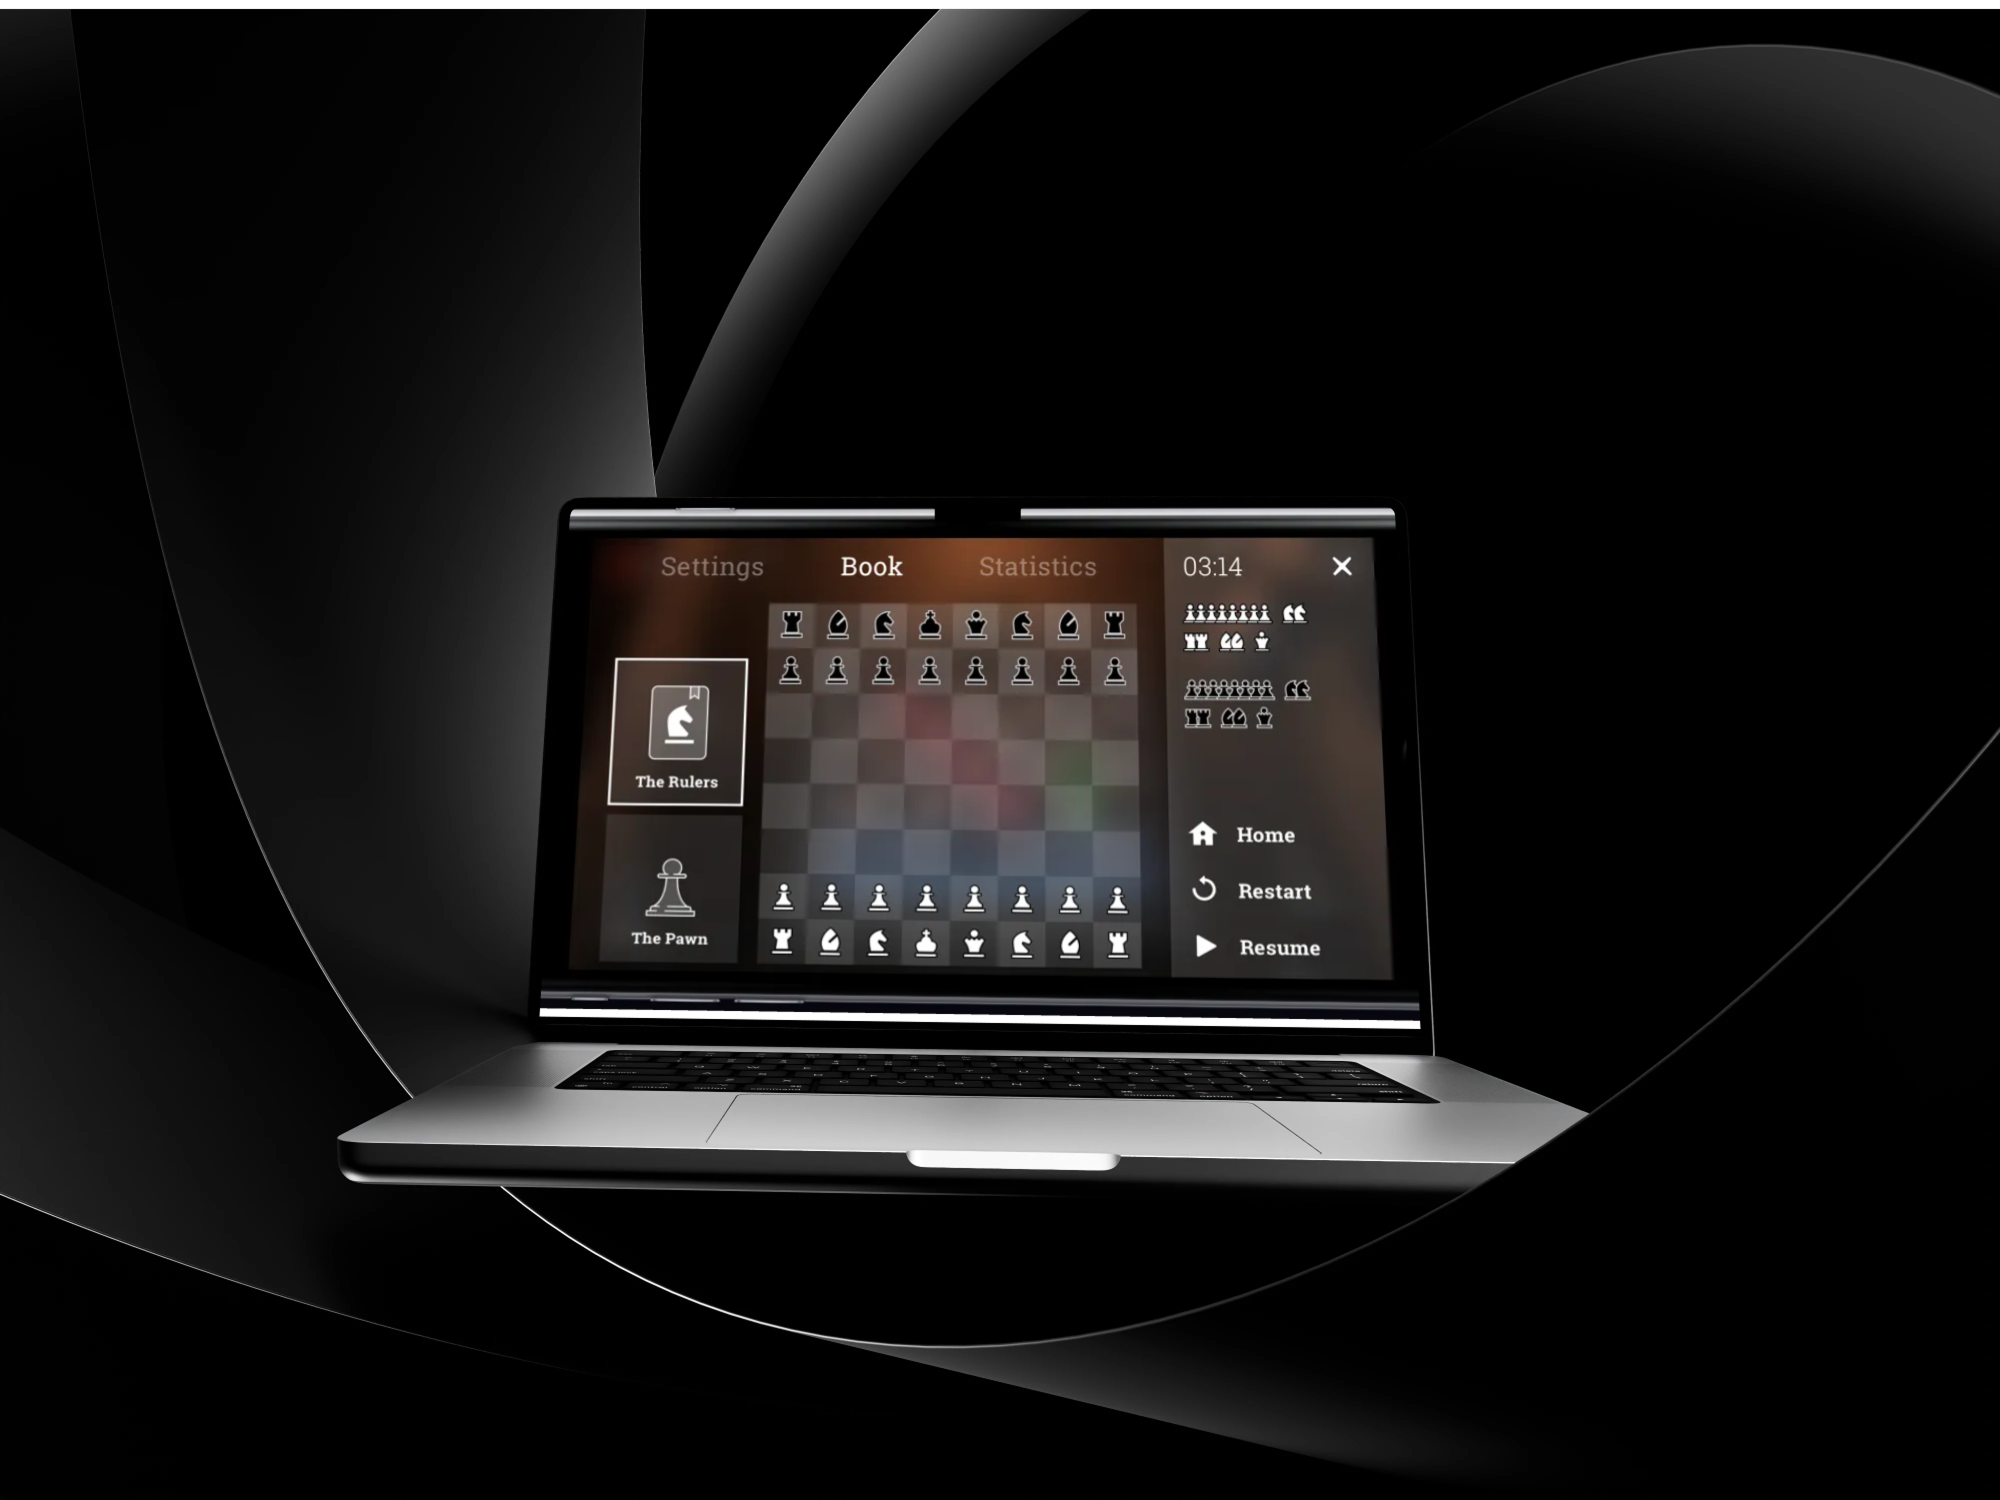 Settings Book Statistics
03:14
The Rulers
The Pawn
Home
Restart
Resume